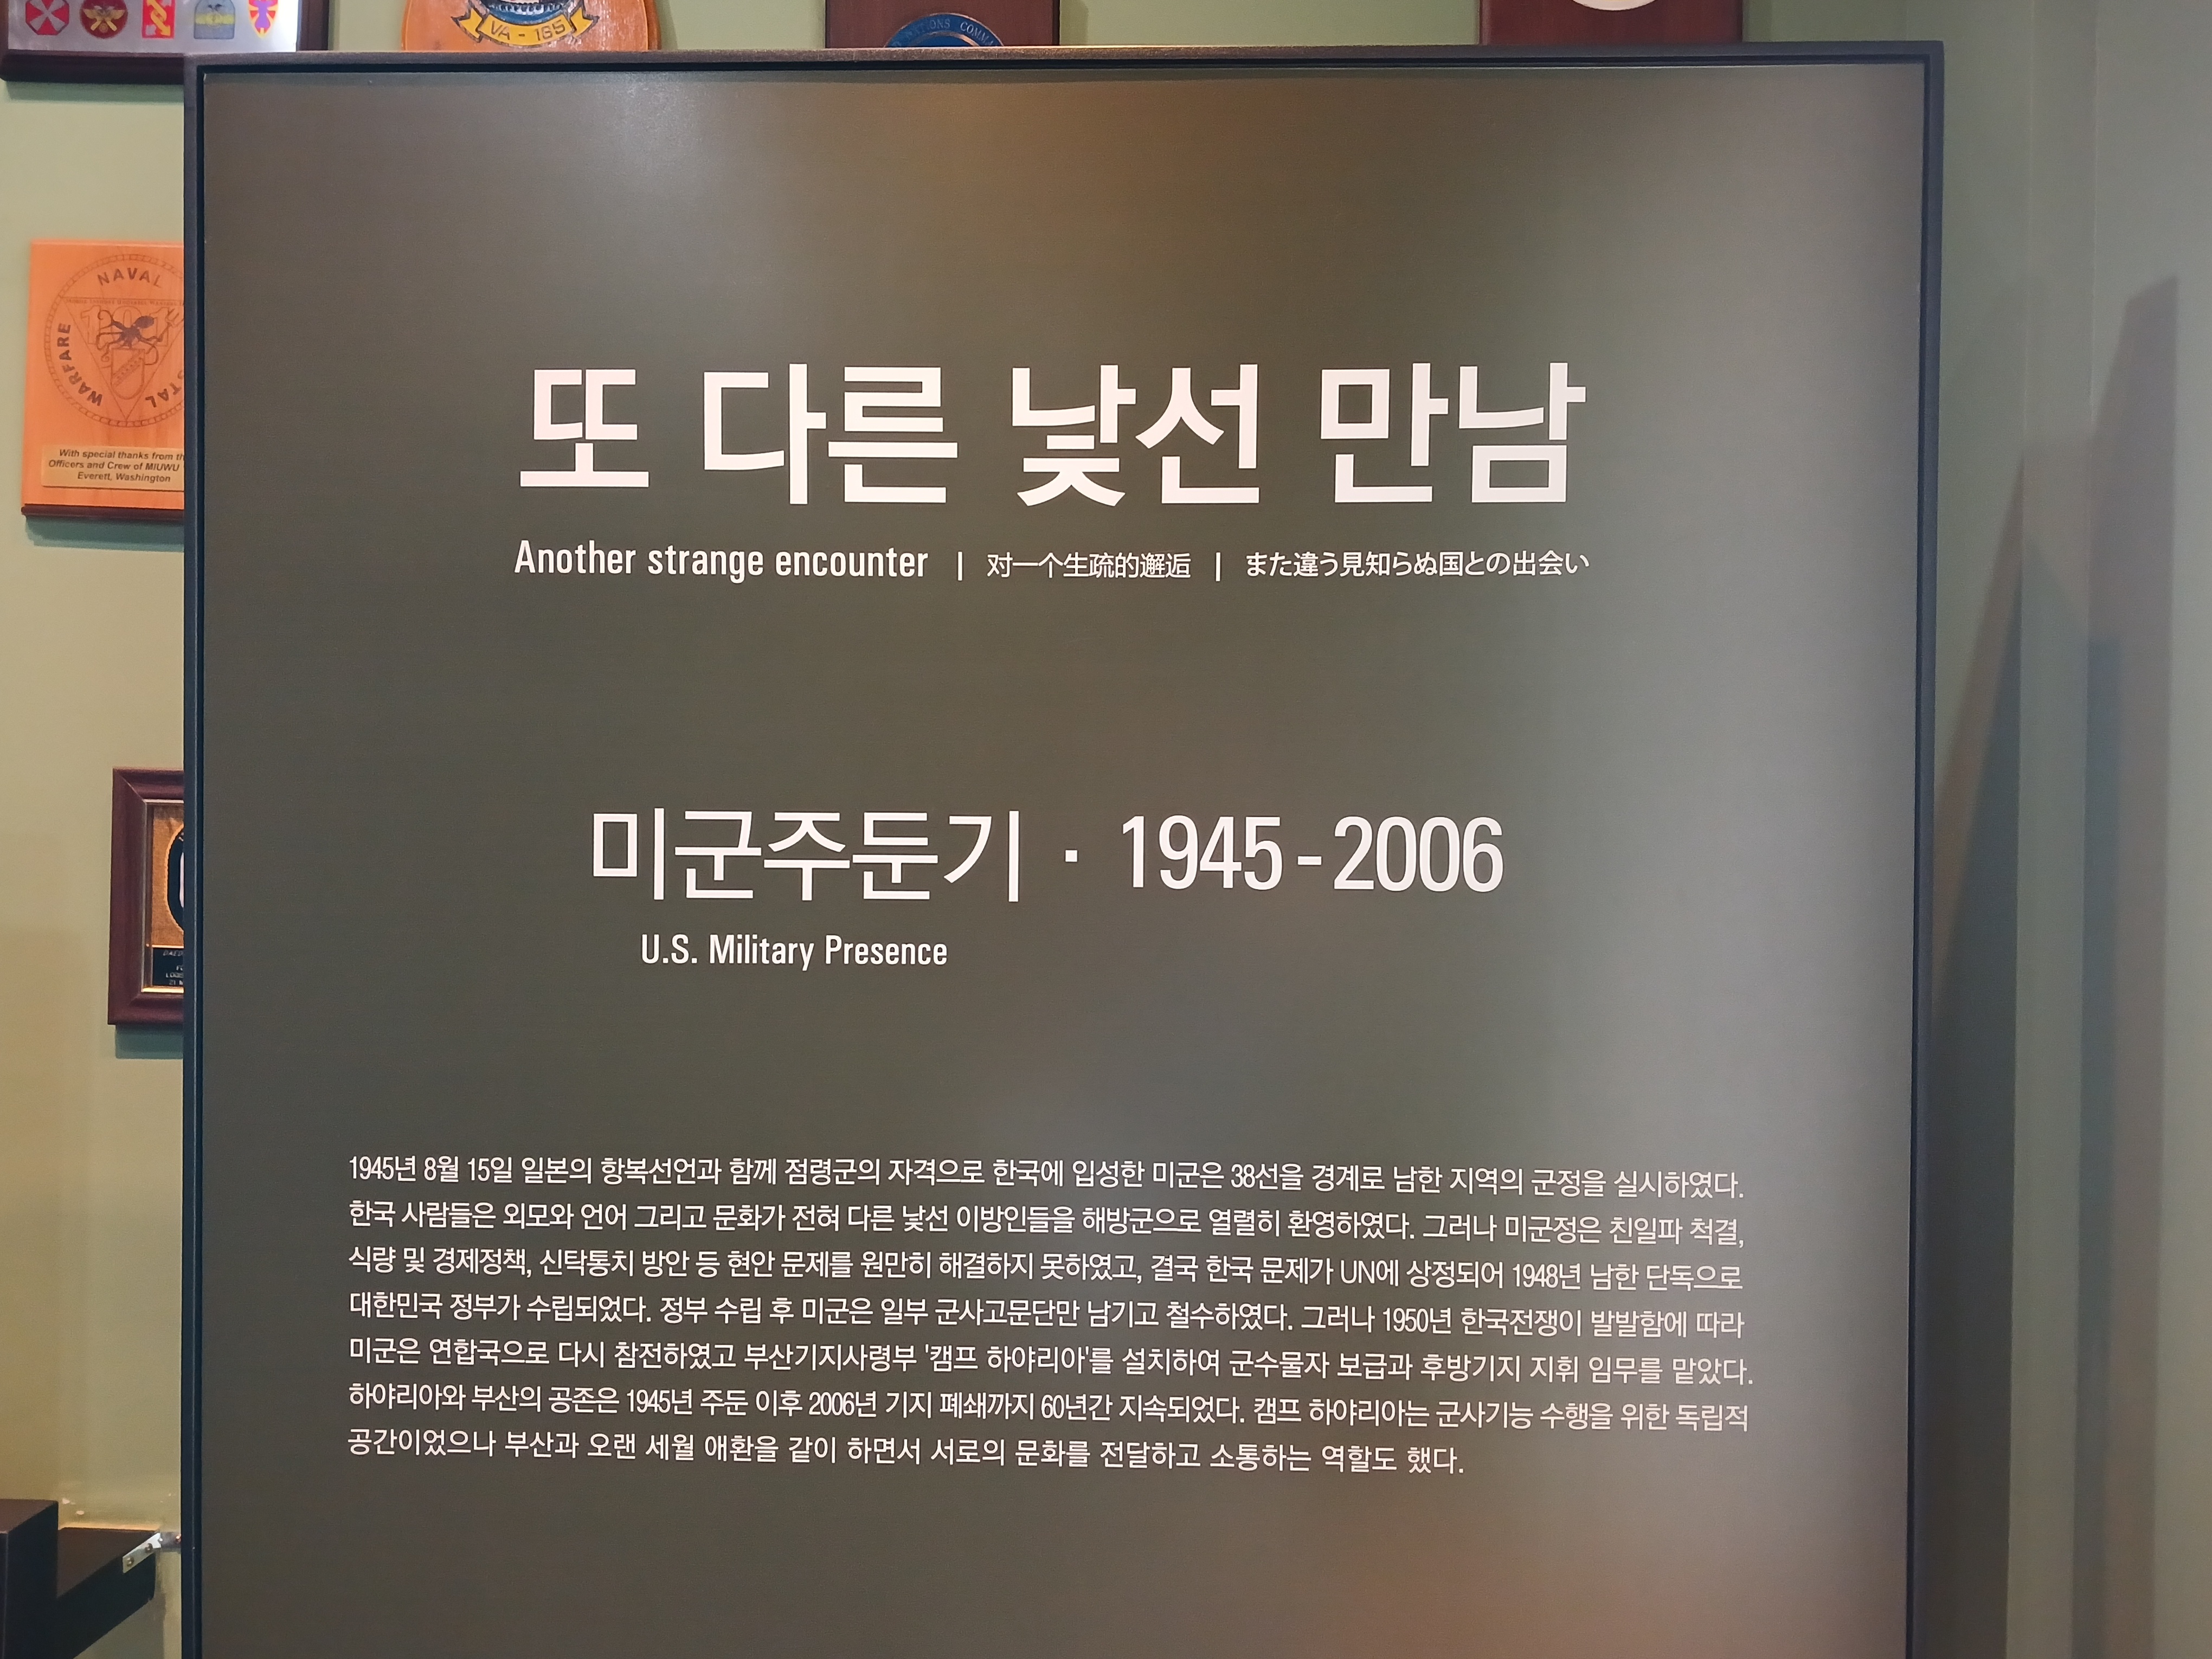 VA - 165
NATIONS COMMA
NAVAL
WARFARE
With special thanks from
Officers and Crew of MIUWU
Everett, Washington
또 다른 낯선 만남
Another strange encounter | 对一个生疏的邂逅 | また違う見知らぬ国との出会い
미군주둔기 · 1945-2006
U.S. Military Presence
1945년 8월 15일 일본의 항복선언과 함께 점령군의 자격으로 한국에 입성한 미군은 38선을 경계로 남한 지역의 군정을 실시하였다.
한국 사람들은 외모와 언어 그리고 문화가 전혀 다른 낯선 이방인들을 해방군으로 열렬히 환영하였다. 그러나 미군정은 친일파 척결,
식량 및 경제정책, 신탁통치 방안 등 현안 문제를 원만히 해결하지 못하였고, 결국 한국 문제가 UN에 상정되어 1948년 남한 단독으로
대한민국 정부가 수립되었다. 정부 수립 후 미군은 일부 군사고문단만 남기고 철수하였다. 그러나 1950년 한국전쟁이 발발함에 따라
미군은 연합국으로 다시 참전하였고 부산기지사령부 '캠프 하야리아'를 설치하여 군수물자 보급과 후방기지 지휘 임무를 맡았다.
하야리아와 부산의 공존은 1945년 주둔 이후 2006년 기지 폐쇄까지 60년간 지속되었다. 캠프 하야리아는 군사기능 수행을 위한 독립적
공간이었으나 부산과 오랜 세월 애환을 같이 하면서 서로의 문화를 전달하고 소통하는 역할도 했다.